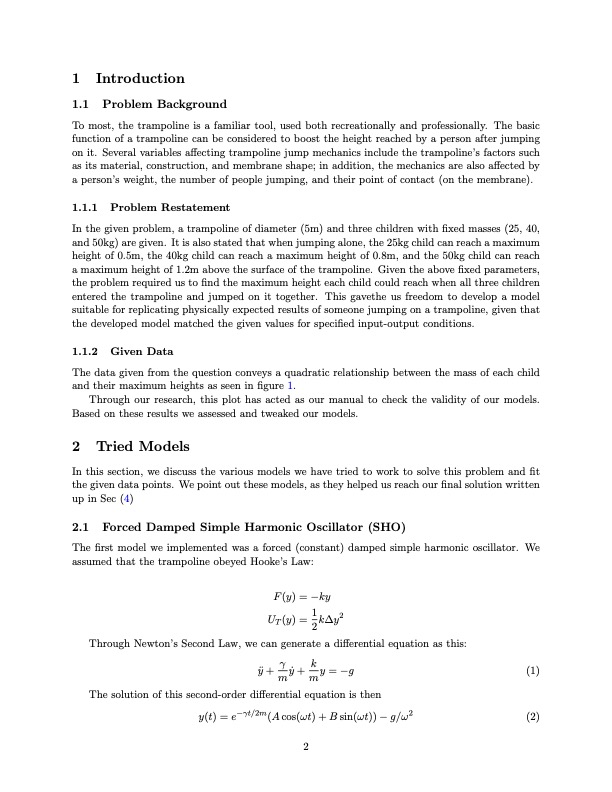 1 Introduction
1.1 Problem Background
To most, the trampoline is a familiar tool, used both recreationally and professionally. The basic
function of a trampoline can be considered to boost the height reached by a person after jumping
on it. Several variables affecting trampoline jump mechanics include the trampoline's factors such
as its material, construction, and membrane shape; in addition, the mechanics are also affected by
a person's weight, the number of people jumping, and their point of contact (on the membrane).
1.1.1 Problem Restatement
In the given problem, a trampoline of diameter (5m) and three children with fixed masses (25, 40,
and 50kg) are given. It is also stated that when jumping alone, the 25kg child can reach a maximum
height of 0.5m, the 40kg child can reach a maximum height of 0.8m, and the 50kg child can reach
a maximum height of 1.2m above the surface of the trampoline. Given the above fixed parameters,
the problem required us to find the maximum height each child could reach when all three children
entered the trampoline and jumped on it together. This gavethe us freedom to develop a model
suitable for replicating physically expected results of someone jumping on a trampoline, given that
the developed model matched the given values for specified input-output conditions.
1.1.2 Given Data
The data given from the question conveys a quadratic relationship between the mass of each child
and their maximum heights as seen in figure 1.
Through our research, this plot has acted as our manual to check the validity of our models.
Based on these results we assessed and tweaked our models.
2 Tried Models
In this section, we discuss the various models we have tried to work to solve this problem and fit
the given data points. We point out these models, as they helped us reach our final solution written
up in Sec (4)
2.1 Forced Damped Simple Harmonic Oscillator (SHO)
The first model we implemented was a forced (constant) damped simple harmonic oscillator. We
assumed that the trampoline obeyed Hooke's Law:
F(y) = −ky
U_T(y) = 1/2 kΔy²
Through Newton's Second Law, we can generate a differential equation as this:
ÿ + γ/m ẏ + k/m y = −g (1)
The solution of this second-order differential equation is then
y(t) = e^{−γt/2m}(A cos(ωt) + B sin(ωt)) − g/ω² (2)
2